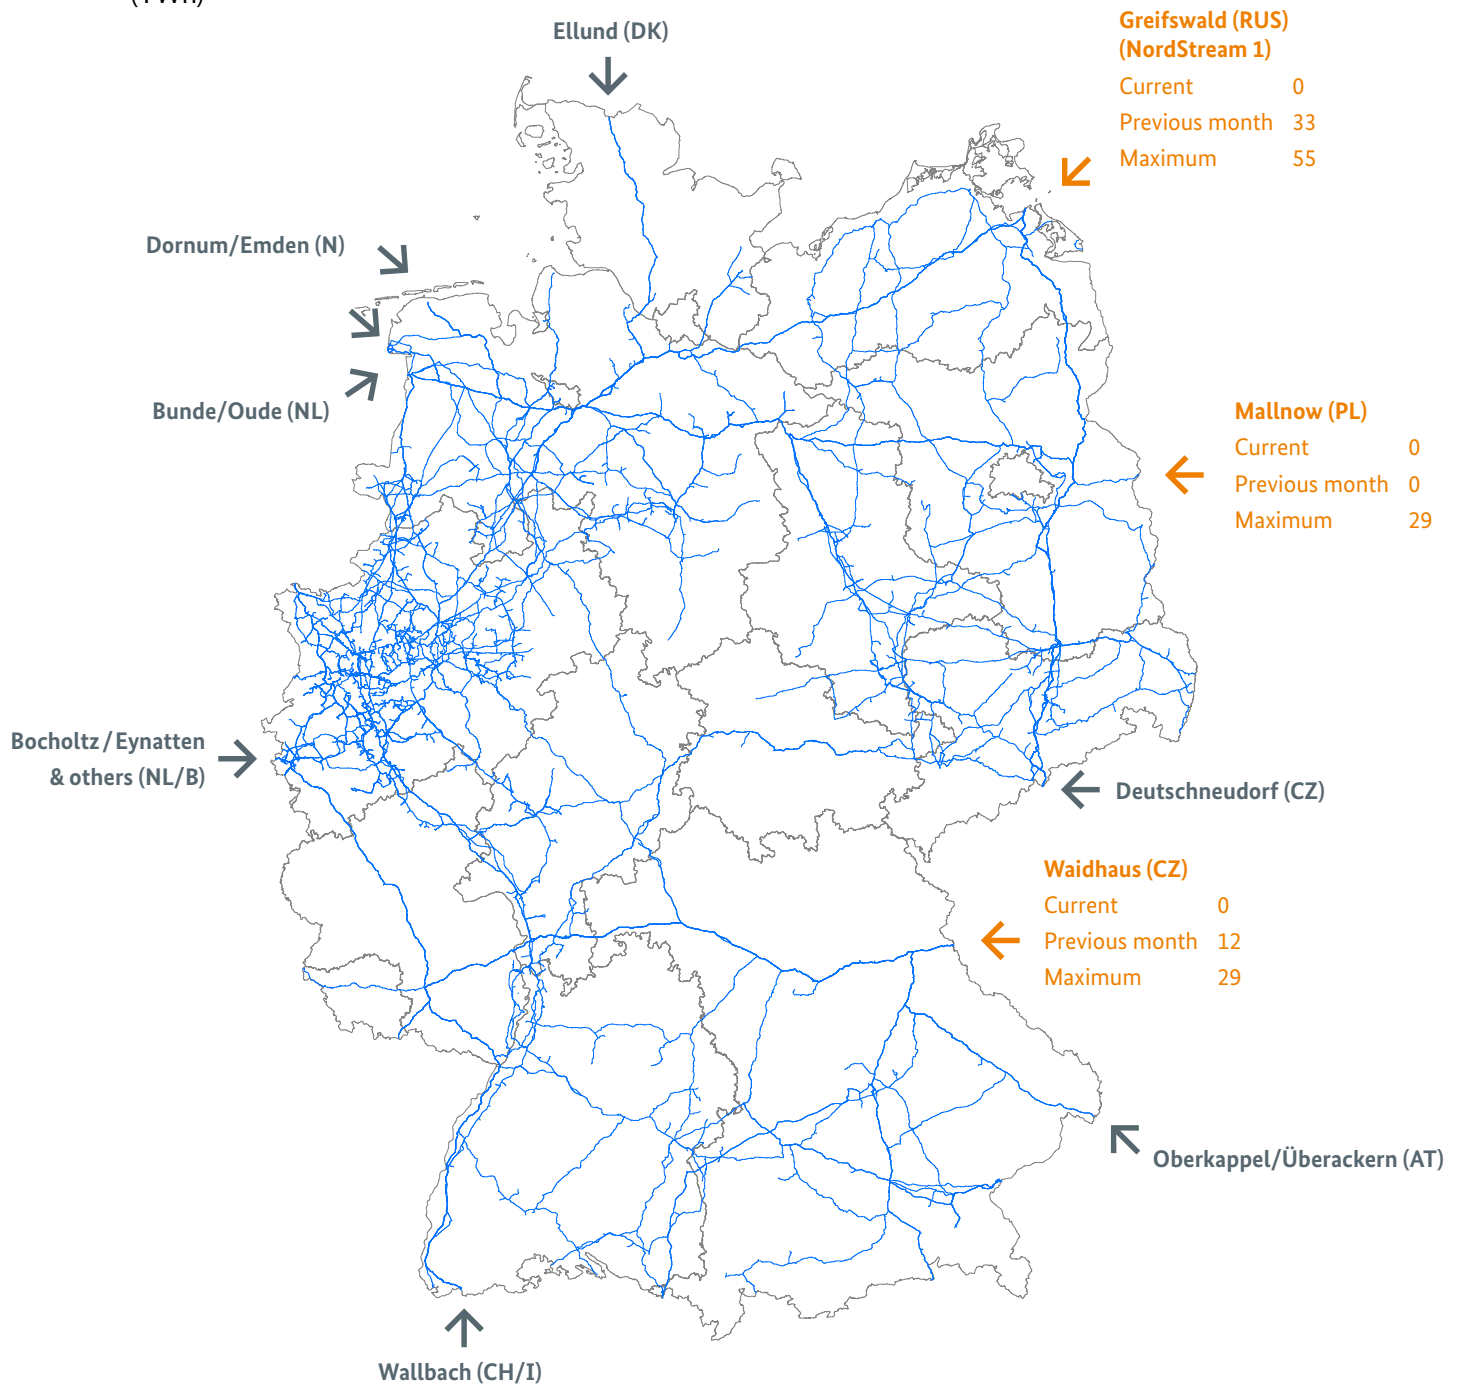 Ellund (DK)
Greifswald (RUS)
(NordStream 1)
Current 0
Previous month 33
Maximum 55
Dornum/Emden (N)
Bunde/Oude (NL)
Mallnow (PL)
Current 0
Previous month 0
Maximum 29
Bocholtz / Eynatten
& others (NL/B)
Deutschneudorf (CZ)
Waidhaus (CZ)
Current 0
Previous month 12
Maximum 29
Oberkappel/Überackern (AT)
Wallbach (CH/I)